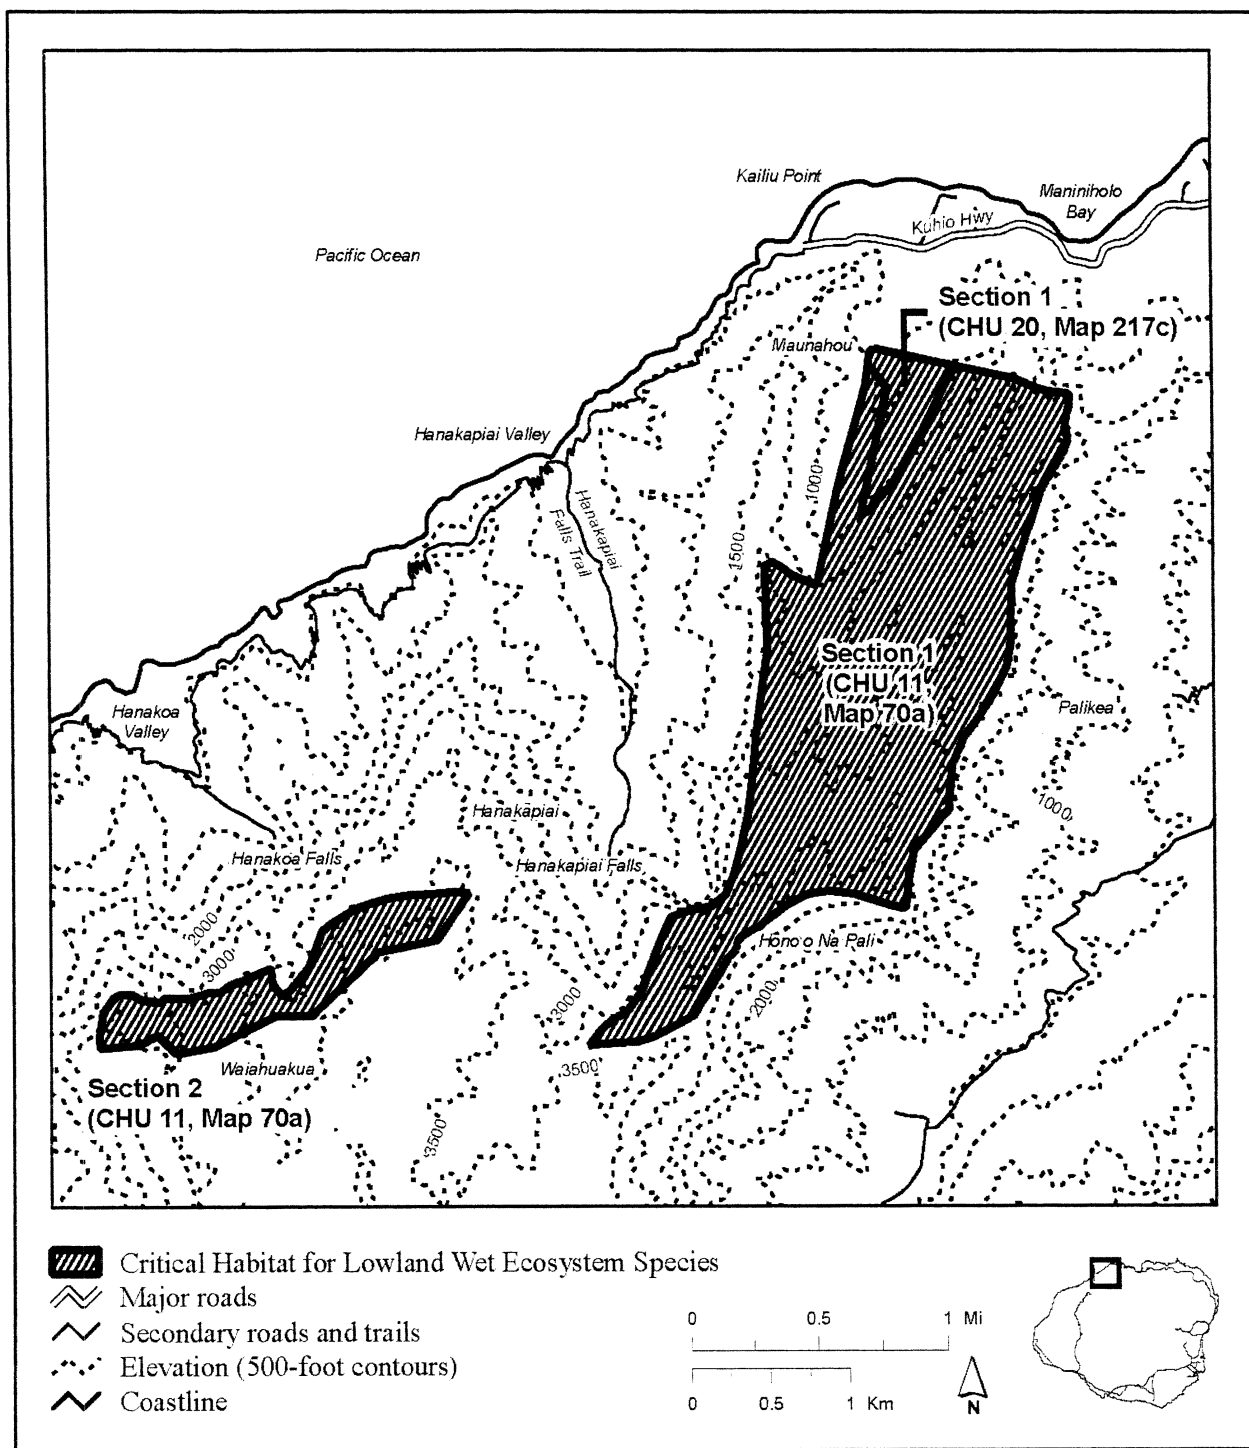 Kailiu Point
Maniniholo
Bay
Kuhio Hwy
Pacific Ocean
Section 1
(CHU 20, Map 217c)
Maunahou
Hanakapiai Valley
1000
Hanakapiai
Falls Trail
1500
Section 1
(CHU 11,
Map 70a)
Hanakoa
Valley
Palikea
1000
Hanakapiai
Hanakoa Falls
Hanakapiai Falls
2000
3000
Hono o Na Pali
3000
2000
3500
Waiahuakua
Section 2
(CHU 11, Map 70a)
3500
Critical Habitat for Lowland Wet Ecosystem Species
Major roads
Secondary roads and trails
Elevation (500-foot contours)
Coastline
0 0.5 1 Mi
0 0.5 1 Km
N